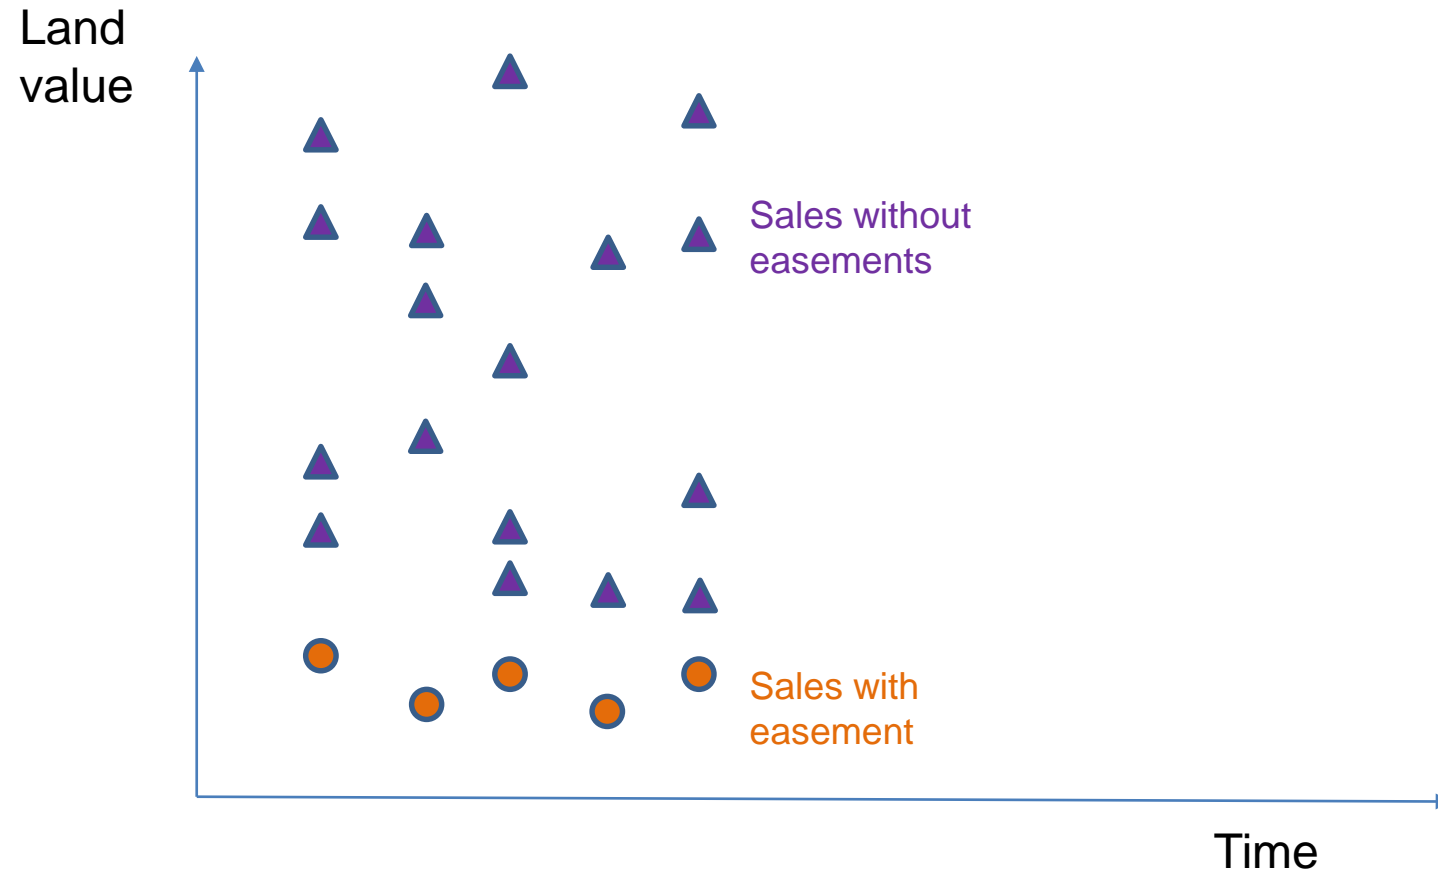 Land
value
Sales without
easements
Sales with
easement
Time